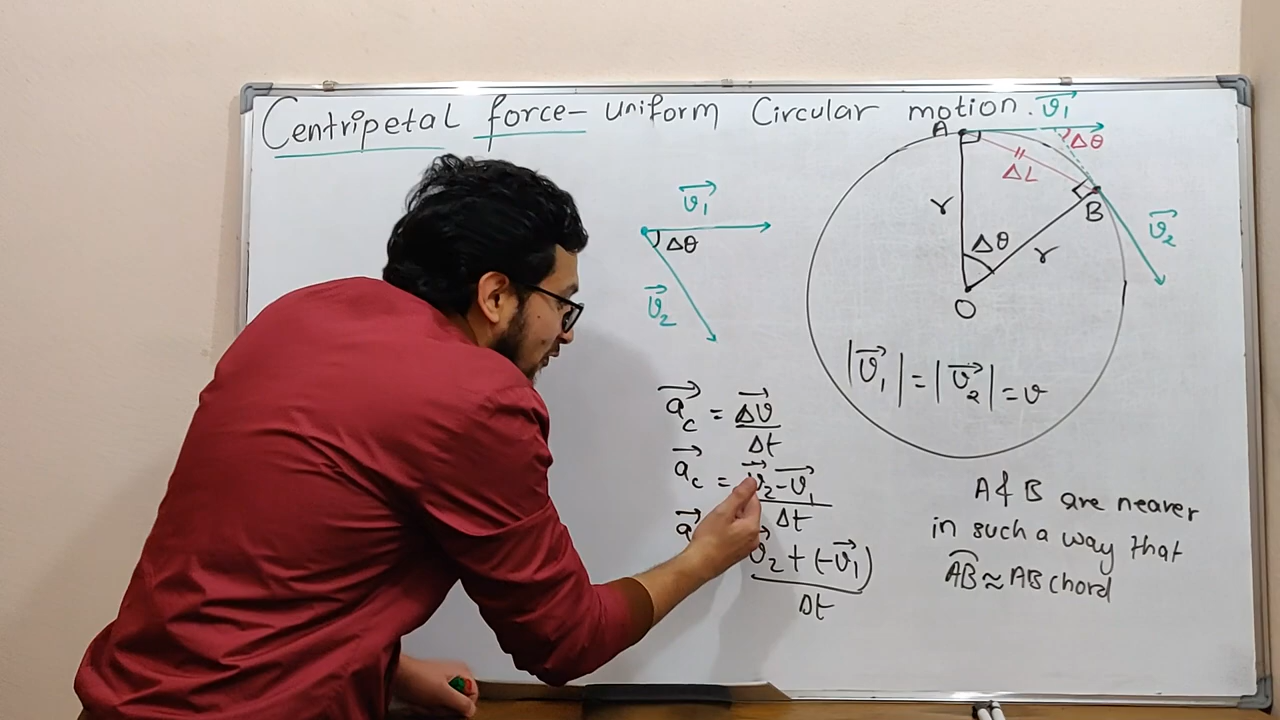 Centripetal force- uniform Circular motion.
v⃗₁
A
Δθ
ΔL
B
r
Δθ
r
v⃗₂
O
v⃗₁
Δθ
v⃗₂
|v⃗₁| = |v⃗₂| = v
a⃗c = Δv⃗/Δt
a⃗c = v⃗₂ - v⃗₁/Δt
v⃗₂ + (-v⃗₁)/Δt
A & B are nearer
in such a way that
A͡B ≈ AB chord